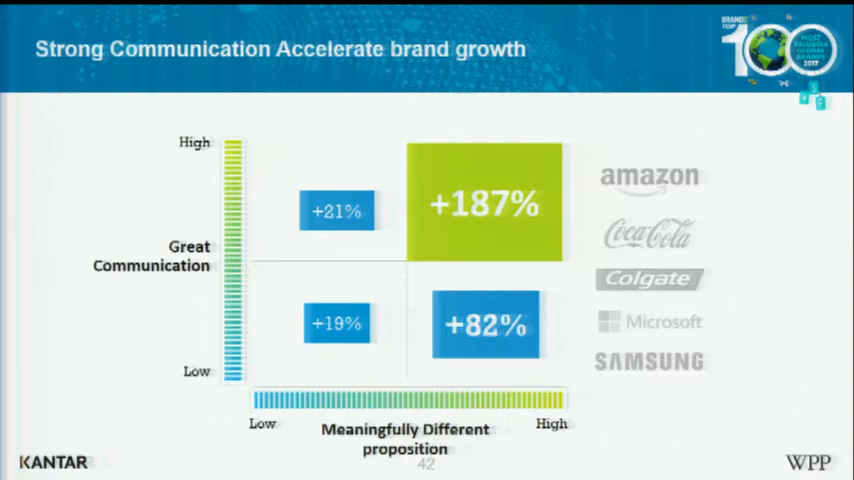 Strong Communication Accelerate brand growth
BRANDZ
TOP
100
MOST
VALUABLE
GLOBAL
BRANDS
2017
High
+21%
+187%
amazon
Coca-Cola
Great
Communication
Colgate
+19%
+82%
Microsoft
SAMSUNG
Low
Low
Meaningfully Different
proposition
High
KANTAR
42
WPP